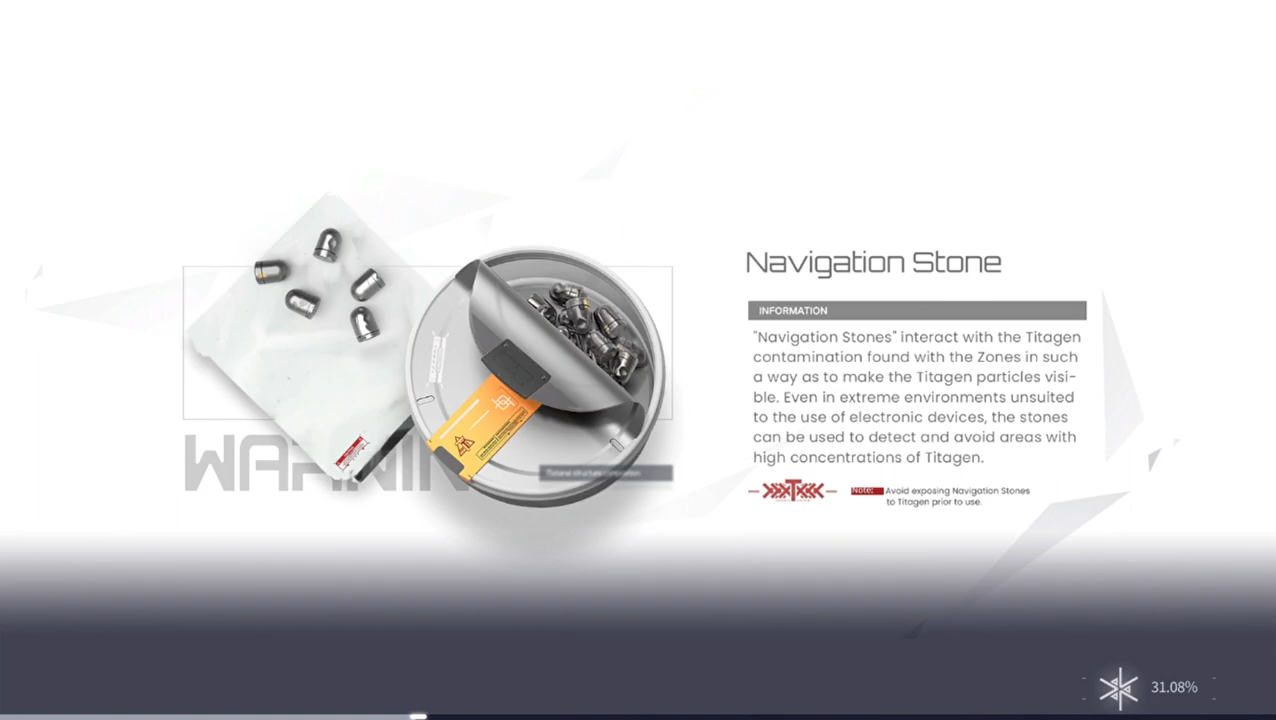 Navigation Stone
INFORMATION
"Navigation Stones" interact with the Titagen
contamination found with the Zones in such
a way as to make the Titagen particles visi-
ble. Even in extreme environments unsuited
to the use of electronic devices, the stones
can be used to detect and avoid areas with
high concentrations of Titagen.
Note: Avoid exposing Navigation Stones
to Titagen prior to use.
31.08%